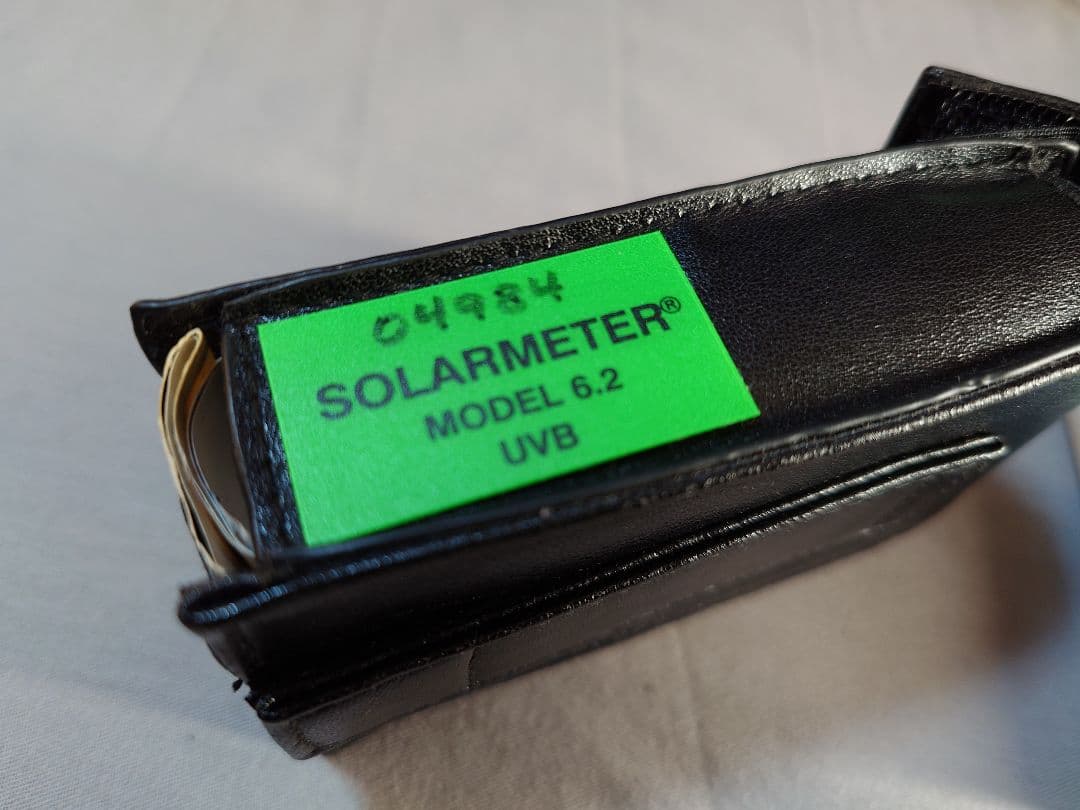 04984
SOLARMETER®
MODEL 6.2
UVB